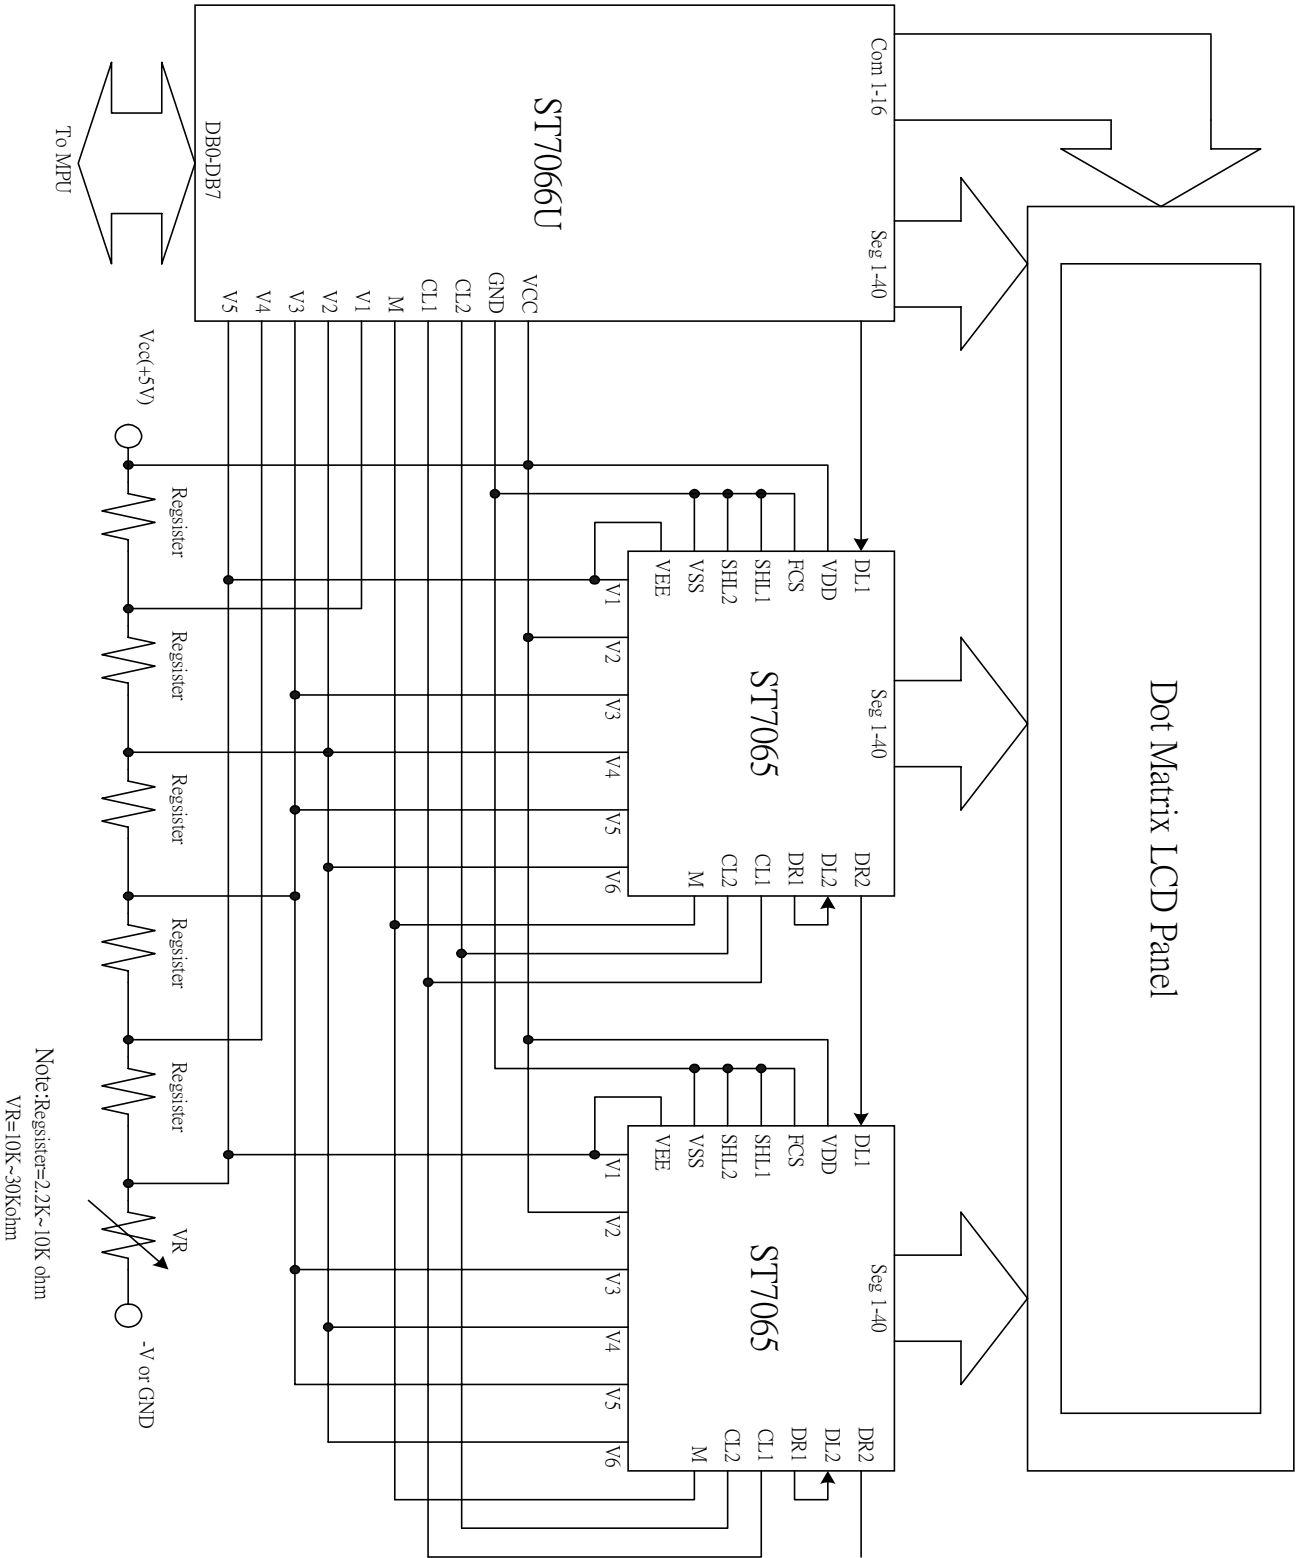 Dot Matrix LCD Panel
Com 1-16
Seg 1-40
Seg 1-40
Seg 1-40
ST7066U
DB0-DB7
To MPU
VCC
GND
CL2
CL1
M
V1
V2
V3
V4
V5
DL1
VDD
FCS
SHL1
SHL2
VSS
VEE
ST7065
DR2
DL2
DR1
CL1
CL2
M
V1
V2
V3
V4
V5
V6
DL1
VDD
FCS
SHL1
SHL2
VSS
VEE
ST7065
DR2
DL2
DR1
CL1
CL2
M
V1
V2
V3
V4
V5
V6
Vcc(+5V)
Regsister
Regsister
Regsister
Regsister
Regsister
VR
-V or GND
Note:Regsister=2.2K~10K ohm
VR=10K~30Kohm